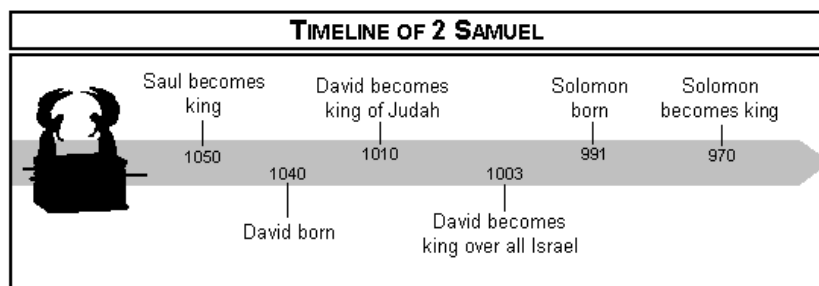 TIMELINE OF 2 SAMUEL
Saul becomes
king
David becomes
king of Judah
Solomon
born
Solomon
becomes king
1050
1040
1010
1003
991
970
David born
David becomes
king over all Israel